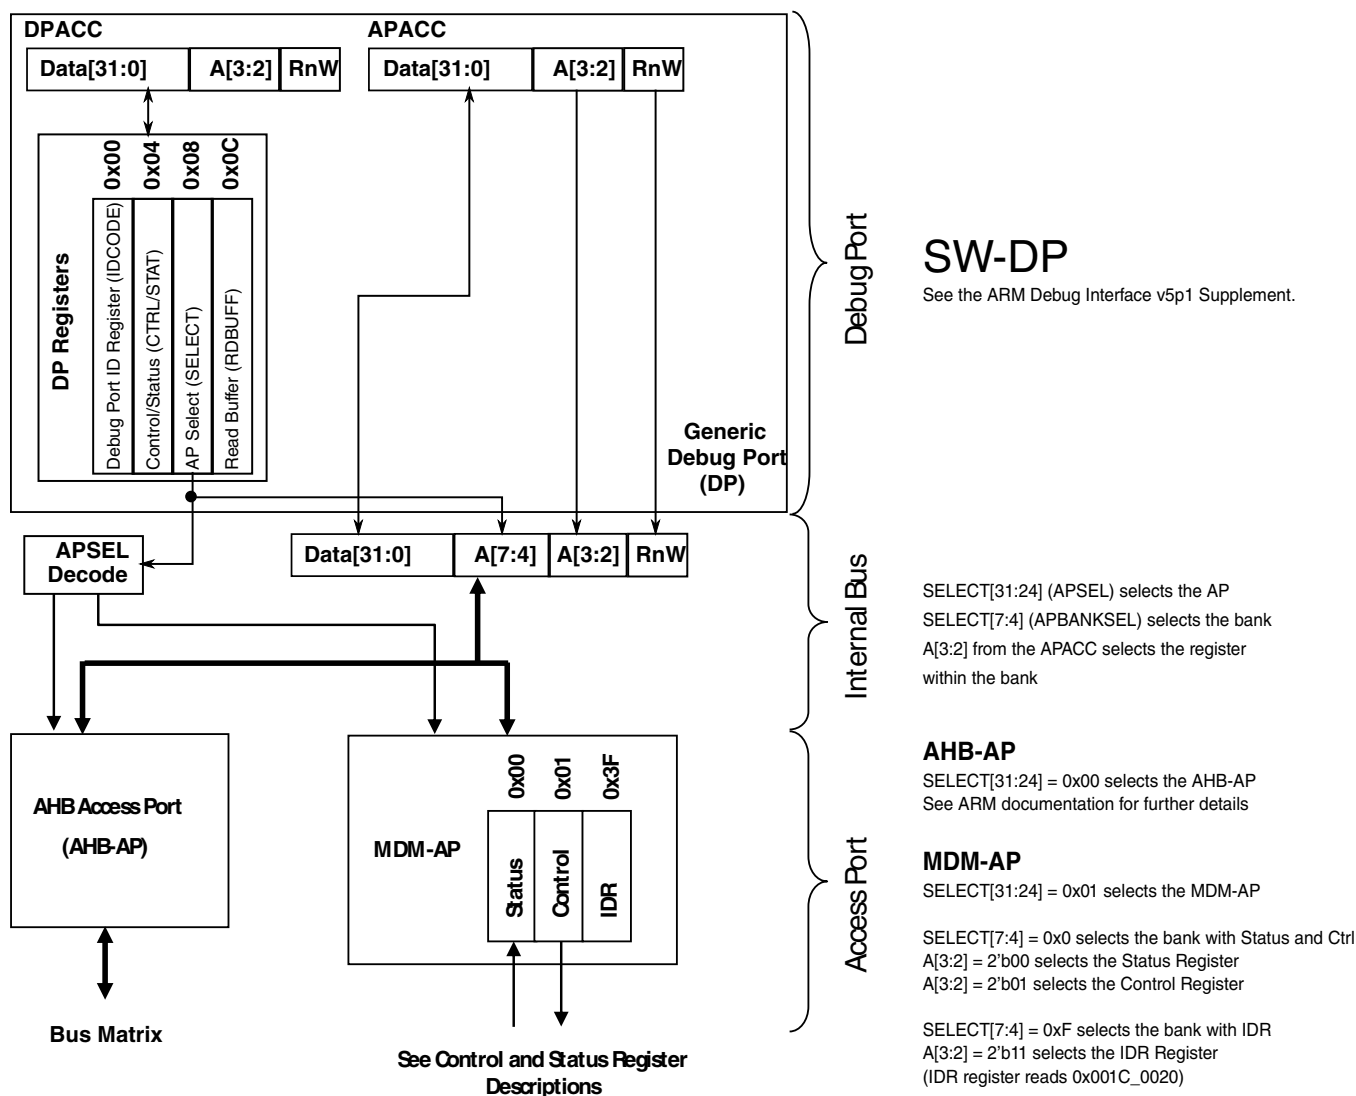 DPACC
APACC
Data[31:0]
A[3:2]
RnW
Data[31:0]
A[3:2]
RnW
0x00
0x04
0x08
0x0C
DP Registers
Debug Port ID Register (IDCODE)
Control/Status (CTRL/STAT)
AP Select (SELECT)
Read Buffer (RDBUFF)
Generic
Debug Port
(DP)
Debug Port
SW-DP
See the ARM Debug Interface v5p1 Supplement.
APSEL
Decode
Data[31:0]
A[7:4]
A[3:2]
RnW
Internal Bus
SELECT[31:24] (APSEL) selects the AP
SELECT[7:4] (APBANKSEL) selects the bank
A[3:2] from the APACC selects the register
within the bank
AHB Access Port
(AHB-AP)
Bus Matrix
MDM-AP
0x00
0x01
0x3F
Status
Control
IDR
See Control and Status Register
Descriptions
Access Port
AHB-AP
SELECT[31:24] = 0x00 selects the AHB-AP
See ARM documentation for further details
MDM-AP
SELECT[31:24] = 0x01 selects the MDM-AP
SELECT[7:4] = 0x0 selects the bank with Status and Ctrl
A[3:2] = 2'b00 selects the Status Register
A[3:2] = 2'b01 selects the Control Register
SELECT[7:4] = 0xF selects the bank with IDR
A[3:2] = 2'b11 selects the IDR Register
(IDR register reads 0x001C_0020)